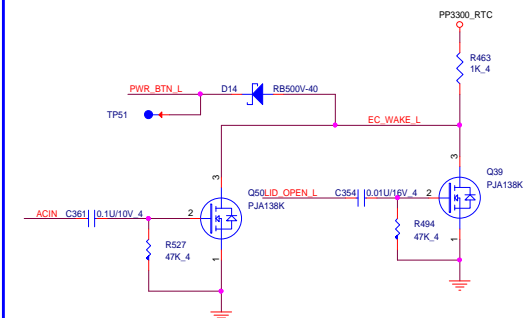 PP3300_RTC
R463
1K_4
PWR_BTN_L
D14
RB500V-40
TP51
EC_WAKE_L
3
3
Q39
PJA138K
Q50
LID_OPEN_L
C354
0.01U/16V_4
2
PJA138K
ACIN
C361
0.1U/10V_4
2
R494
47K_4
R527
47K_4
1
1